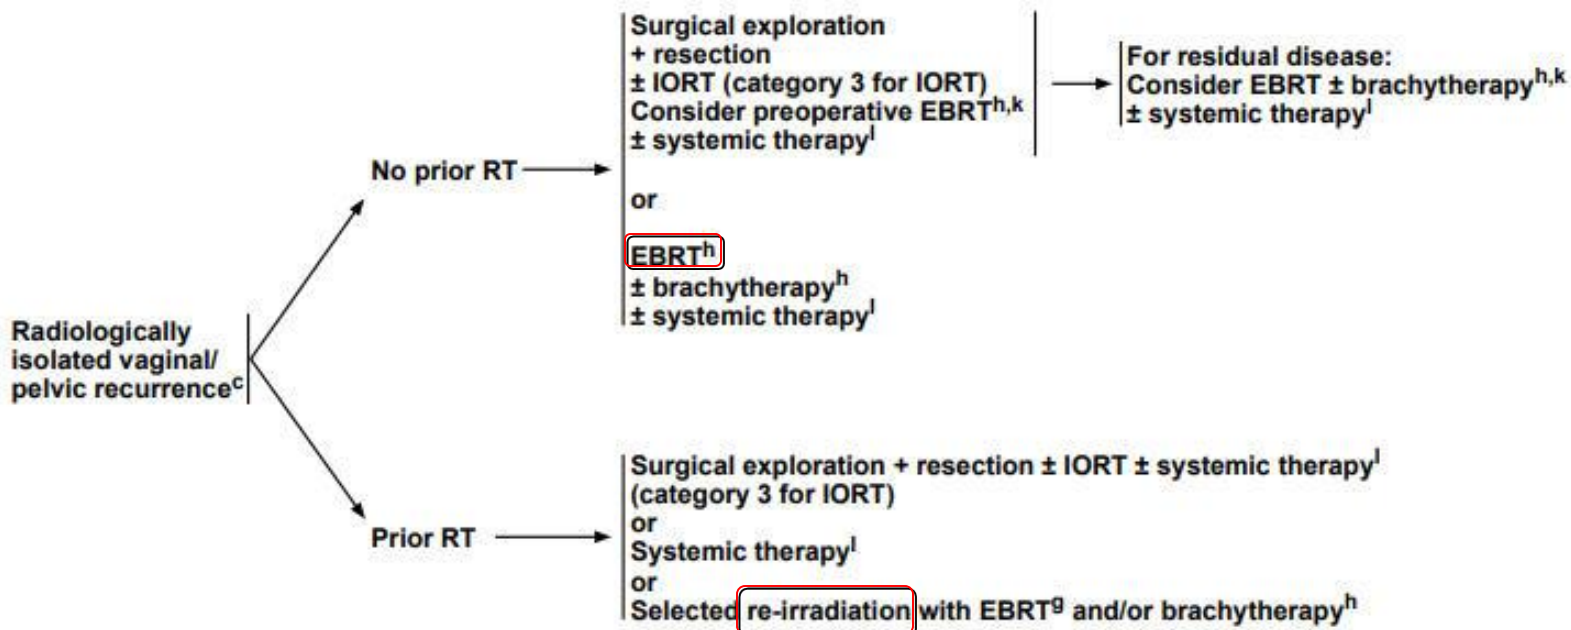 Surgical exploration
+ resection
± IORT (category 3 for IORT)
Consider preoperative EBRTh,k
± systemic therapyl
For residual disease:
Consider EBRT ± brachytherapyh,k
± systemic therapyl
No prior RT
or
EBRTh
± brachytherapyh
± systemic therapyl
Radiologically
isolated vaginal/
pelvic recurrencec
Prior RT
Surgical exploration + resection ± IORT ± systemic therapyl
(category 3 for IORT)
or
Systemic therapyl
or
Selected re-irradiation with EBRTg and/or brachytherapyh